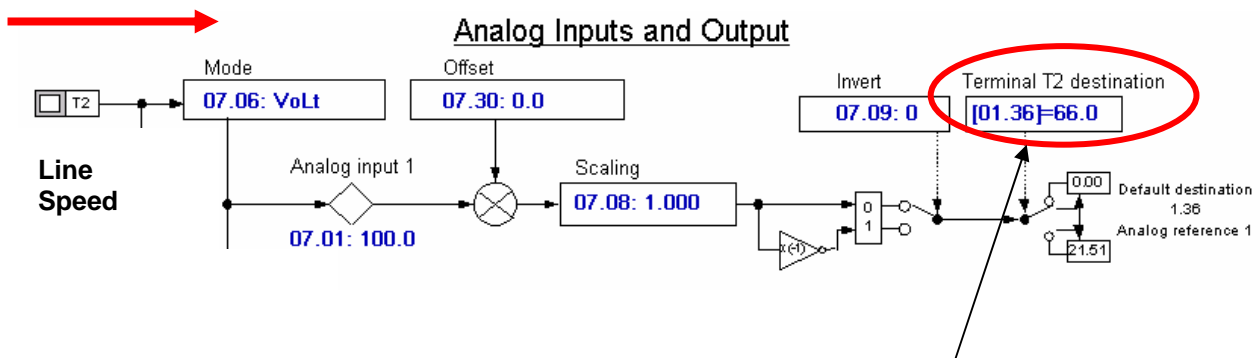 Analog Inputs and Output
Mode
Offset
Invert
Terminal T2 destination
T2
07.06: VoLt
07.30: 0.0
07.09: 0
[01.36]=66.0
Line
Speed
Analog input 1
Scaling
07.01: 100.0
07.08: 1.000
0
1
x(-1)
0.00
21.51
Default destination
1.36
Analog reference 1